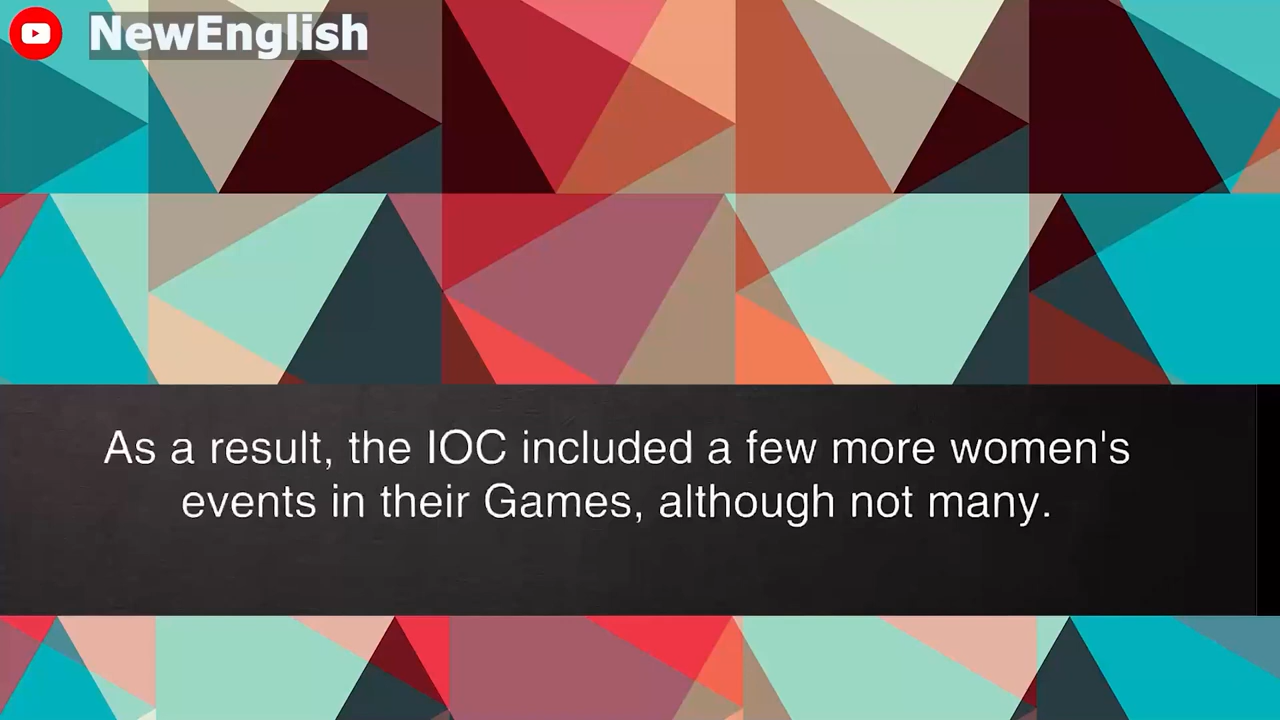 NewEnglish
As a result, the IOC included a few more women's
events in their Games, although not many.